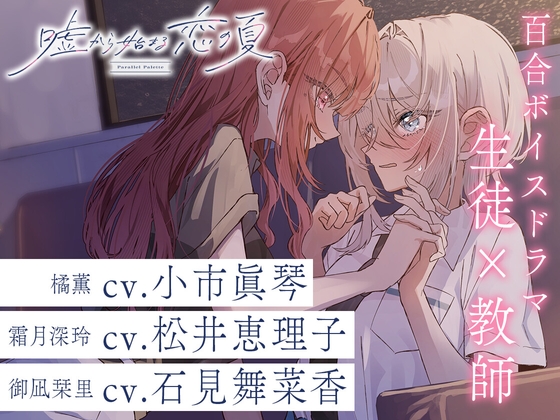 嘘から始まる恋の夏
Parallel Palette
百合ボイスドラマ
生徒×教師
橘薫 cv.小市眞琴
霜月深玲 cv.松井恵理子
御凪栞里 cv.石見舞菜香